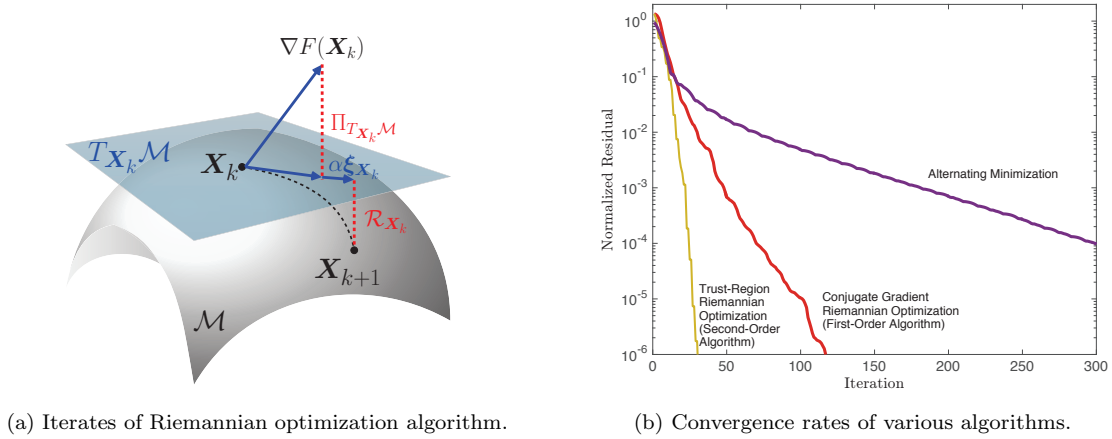 ∇F(X_k)
Π_{T_{X_k}M}
T_{X_k}M
X_k
αξ_{X_k}
R_{X_k}
X_{k+1}
M
(a) Iterates of Riemannian optimization algorithm.
Normalized Residual
10^0
10^-1
10^-2
10^-3
10^-4
10^-5
10^-6
Alternating Minimization
Trust-Region
Riemannian
Optimization
(Second-Order
Algorithm)
Conjugate Gradient
Riemannian Optimization
(First-Order Algorithm)
0 50 100 150 200 250 300
Iteration
(b) Convergence rates of various algorithms.